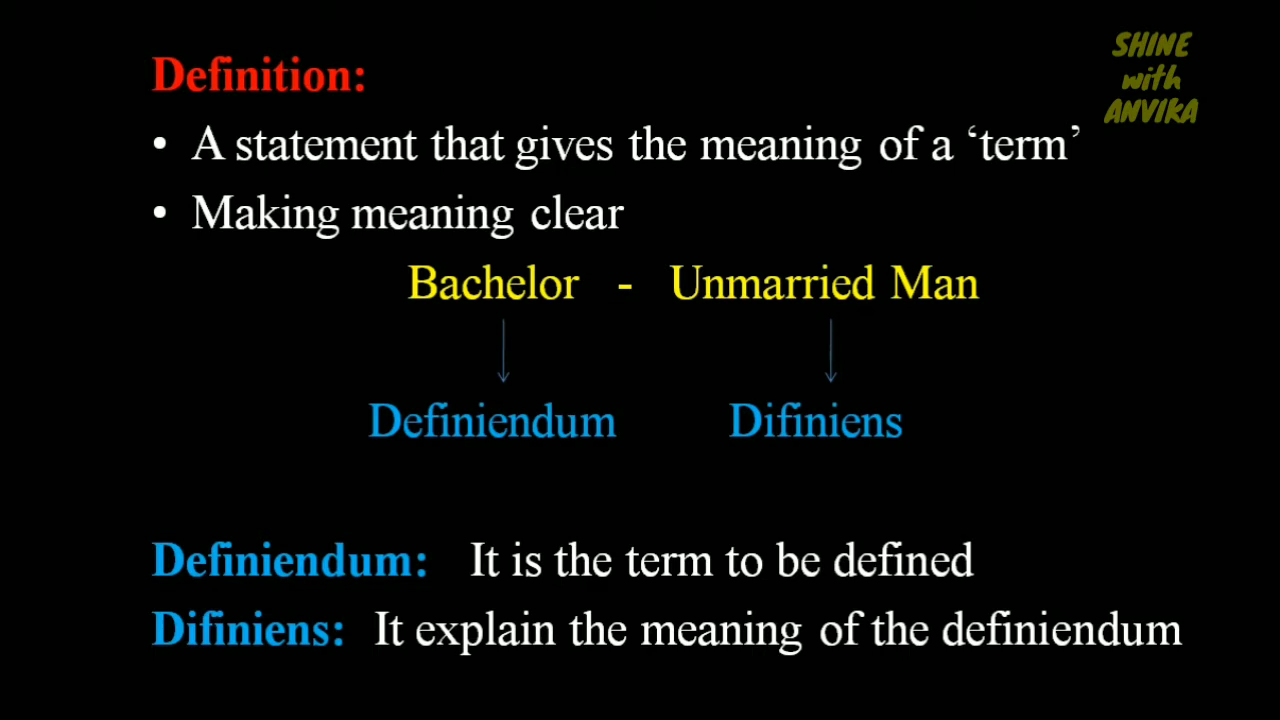 SHINE
with
ANVIKA
Definition:
• A statement that gives the meaning of a ‘term’
• Making meaning clear
Bachelor - Unmarried Man
Definiendum Difiniens
Definiendum: It is the term to be defined
Difiniens: It explain the meaning of the definiendum